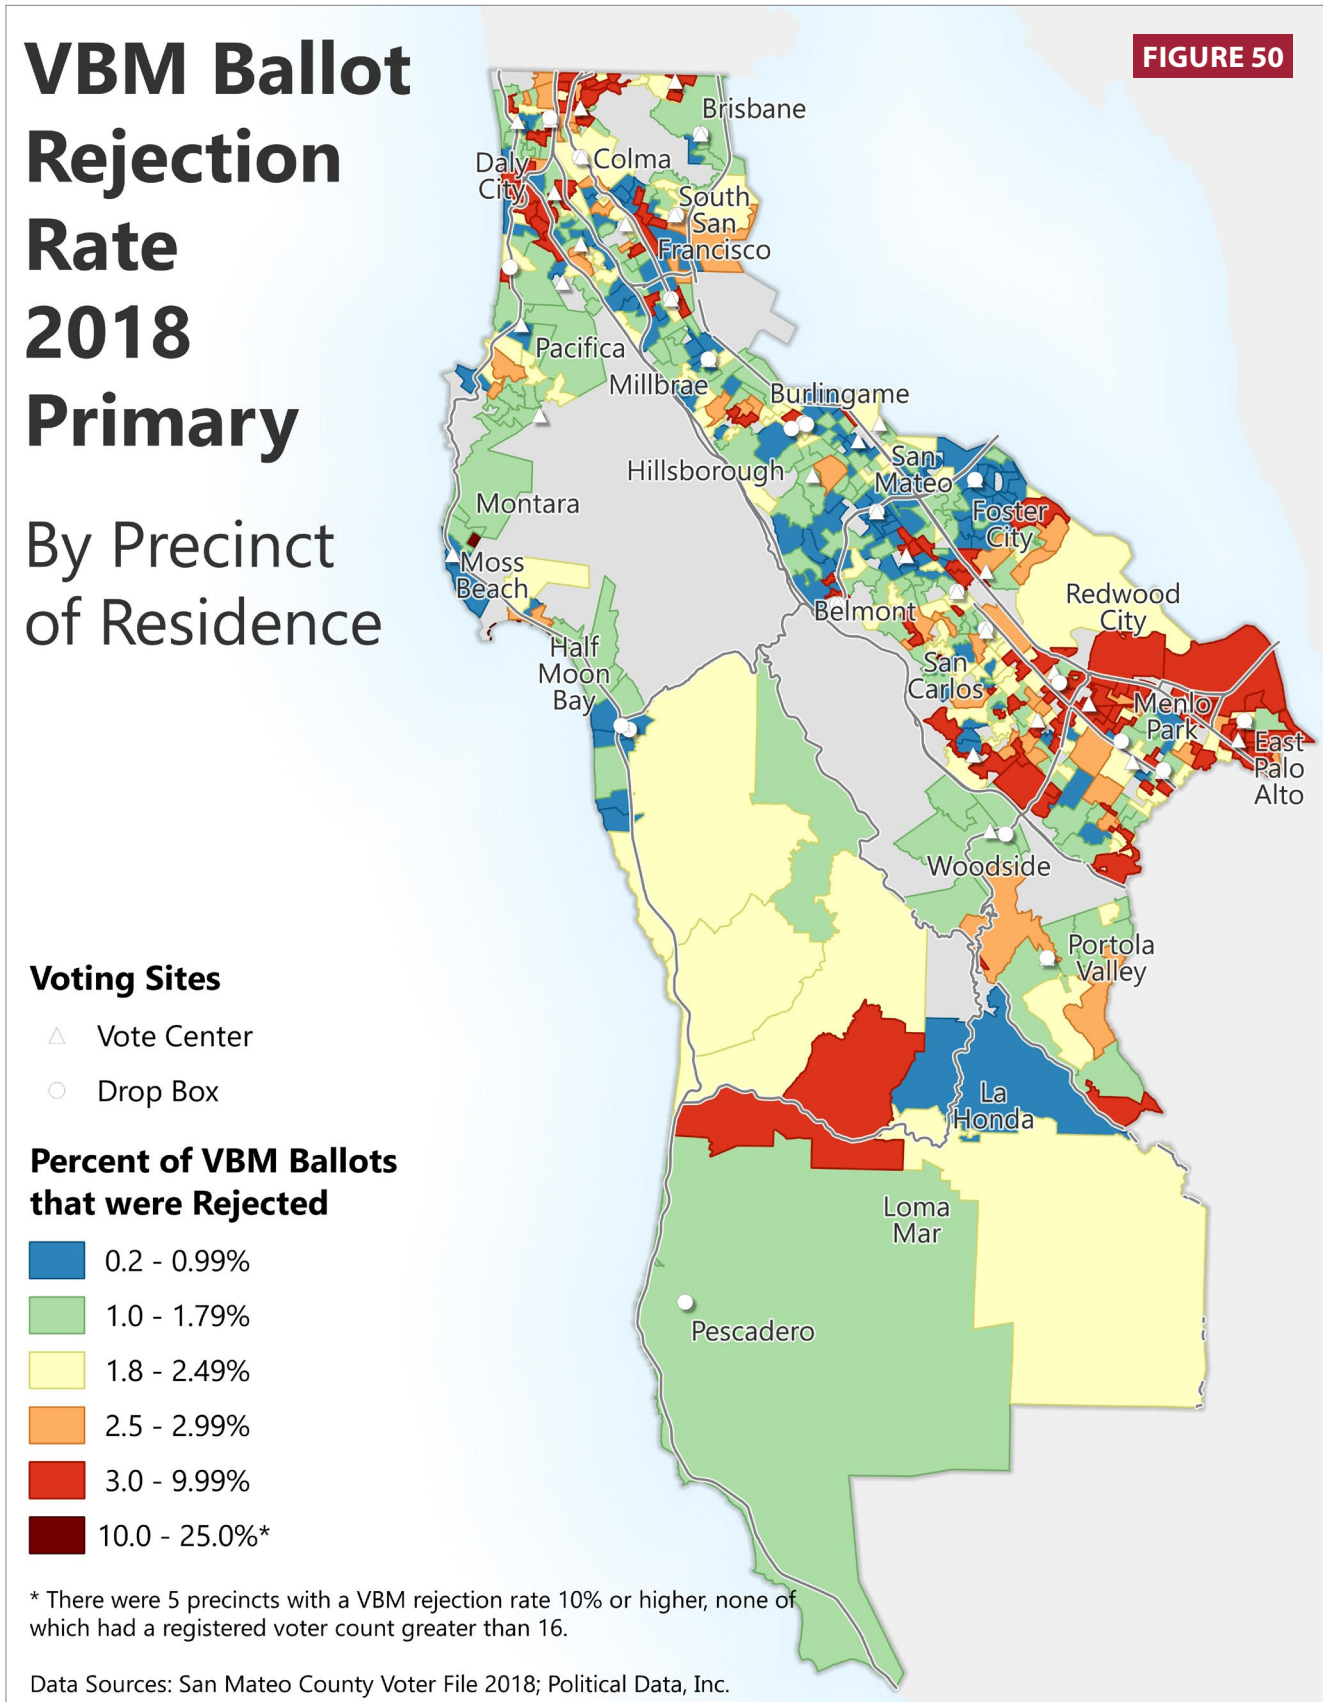 VBM Ballot
Rejection
Rate
2018
Primary
By Precinct
of Residence
FIGURE 50
Brisbane
Daly
City
Colma
South
San
Francisco
Pacifica
Millbrae
Burlingame
Hillsborough
San
Mateo
Foster
City
Montara
Moss
Beach
Belmont
Redwood
City
Half
Moon
Bay
San
Carlos
Menlo
Park
East
Palo
Alto
Woodside
Portola
Valley
La
Honda
Loma
Mar
Pescadero
Voting Sites
Vote Center
Drop Box
Percent of VBM Ballots
that were Rejected
0.2 - 0.99%
1.0 - 1.79%
1.8 - 2.49%
2.5 - 2.99%
3.0 - 9.99%
10.0 - 25.0%*
* There were 5 precincts with a VBM rejection rate 10% or higher, none of
which had a registered voter count greater than 16.
Data Sources: San Mateo County Voter File 2018; Political Data, Inc.